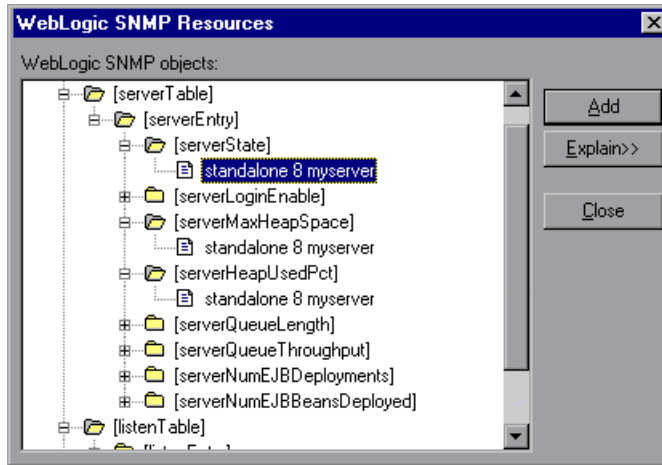 WebLogic SNMP Resources
WebLogic SNMP objects:
[serverTable]
[serverEntry]
[serverState]
standalone 8 myserver
[serverLoginEnable]
[serverMaxHeapSpace]
standalone 8 myserver
[serverHeapUsedPct]
standalone 8 myserver
[serverQueueLength]
[serverQueueThroughput]
[serverNumEJBDeployments]
[serverNumEJBBeansDeployed]
[listenTable]
Add
Explain>>
Close